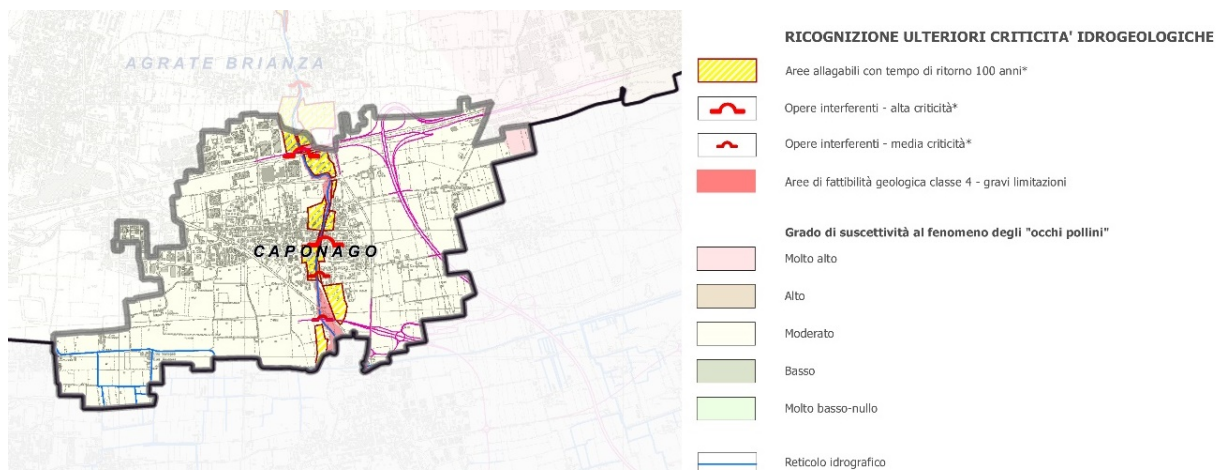 AGRATE BRIANZA
CAPONAGO
RICOGNIZIONE ULTERIORI CRITICITA' IDROGEOLOGICHE
Aree allagabili con tempo di ritorno 100 anni*
Opere interferenti - alta criticità*
Opere interferenti - media criticità*
Aree di fattibilità geologica classe 4 - gravi limitazioni
Grado di suscettività al fenomeno degli "occhi pollini"
Molto alto
Alto
Moderato
Basso
Molto basso-nullo
Reticolo idrografico